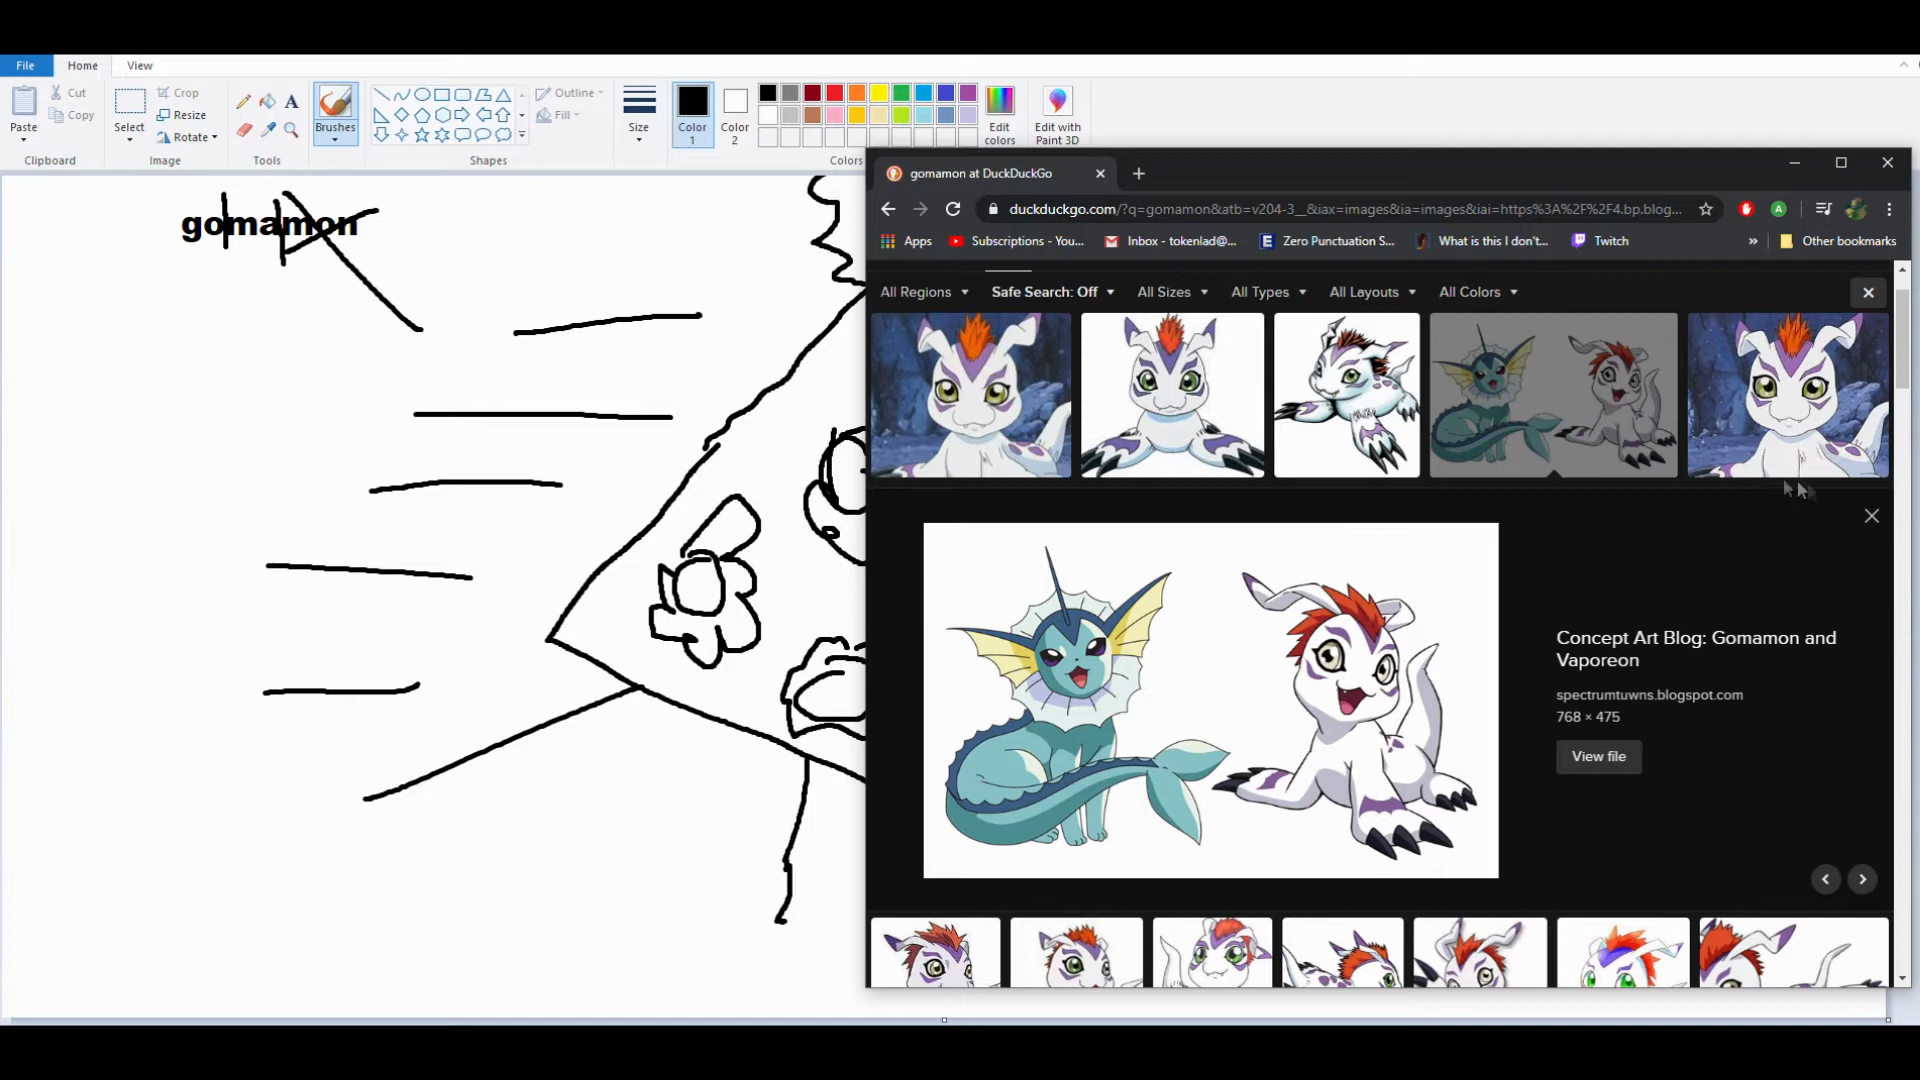 File Home View
Paste
Cut
Copy
Clipboard
Select
Crop
Resize
Rotate
Image
A
Tools
Brushes
Shapes
Outline
Fill
Size
Color
1
Color
2
Edit
colors
Edit with
Paint 3D
Colors
gomamon
gomamon at DuckDuckGo
duckduckgo.com/?q=gomamon&atb=v204-3__&iax=images&ia=images&iai=https%3A%2F%2F4.bp.blog...
A
Apps Subscriptions - You... Inbox - tokenlad@... Zero Punctuation S... What is this I don't... Twitch » Other bookmarks
All Regions Safe Search: Off All Sizes All Types All Layouts All Colors
Concept Art Blog: Gomamon and
Vaporeon
spectrumtuwns.blogspot.com
768 × 475
View file